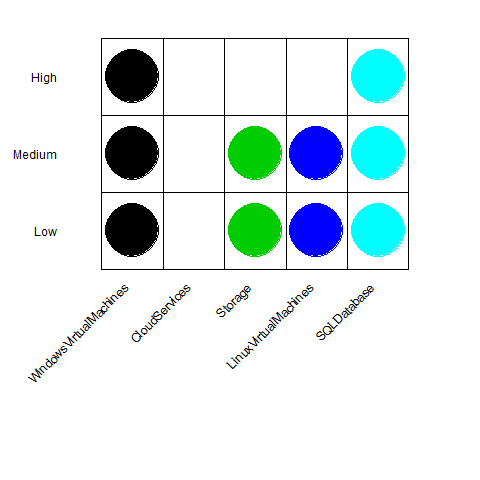 High
Medium
Low
WindowsVirtualMachines
CloudServices
Storage
LinuxVirtualMachines
SQLDatabase